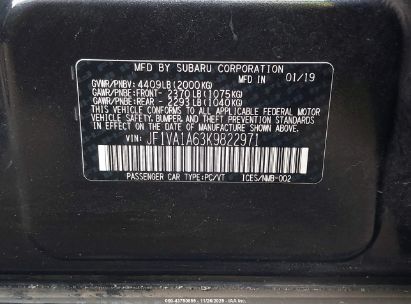 MFD BY SUBARU CORPORATION
GVWR/PNBV: 4409LB(2000KG) 01/19
GAWR/PNBE:FRONT- 2370LB(1075KG)
GAWR/PNBE:REAR - 2293LB(1040KG)
THIS VEHICLE CONFORMS TO ALL APPLICABLE FEDERAL MOTOR
VEHICLE SAFETY, BUMPER, AND THEFT PREVENTION STANDARDS
IN EFFECT ON THE DATE OF MANUFACTURE SHOWN ABOVE.
VIN: JF1VA1A63K9822971
PASSENGER CAR TYPE:PC/VT ICES/NMB-002